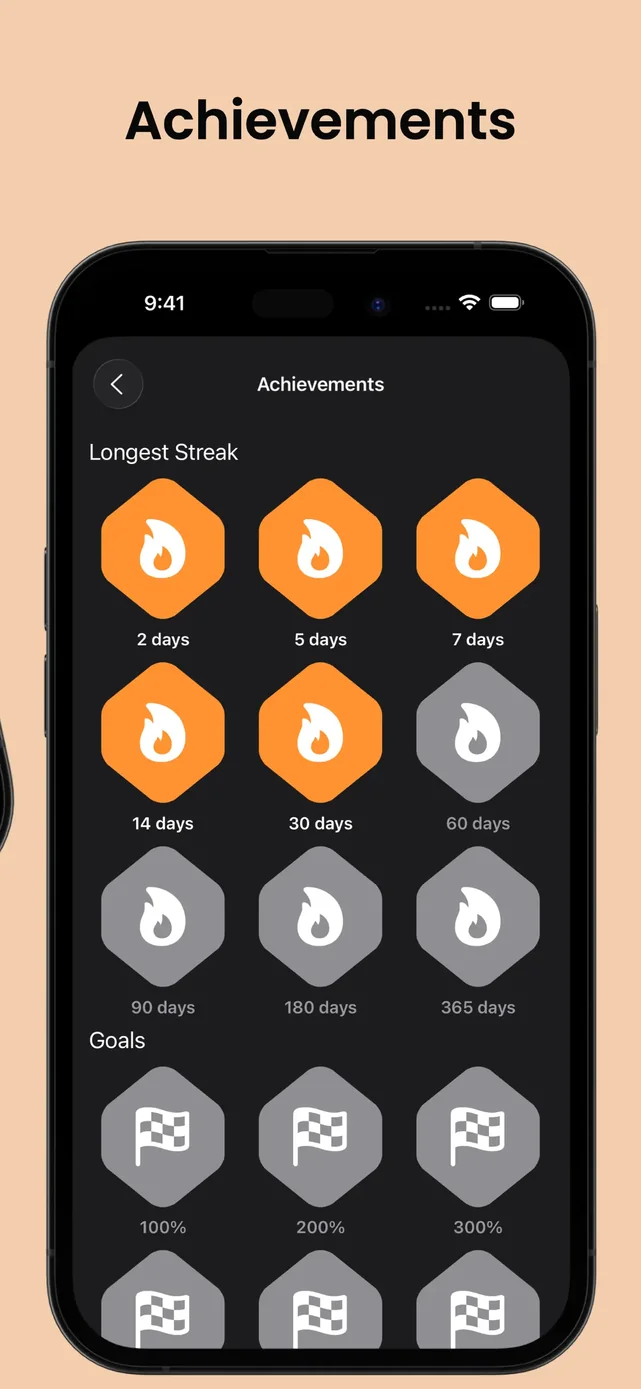 Achievements
9:41
Achievements
Longest Streak
2 days
5 days
7 days
14 days
30 days
60 days
90 days
180 days
365 days
Goals
100%
200%
300%